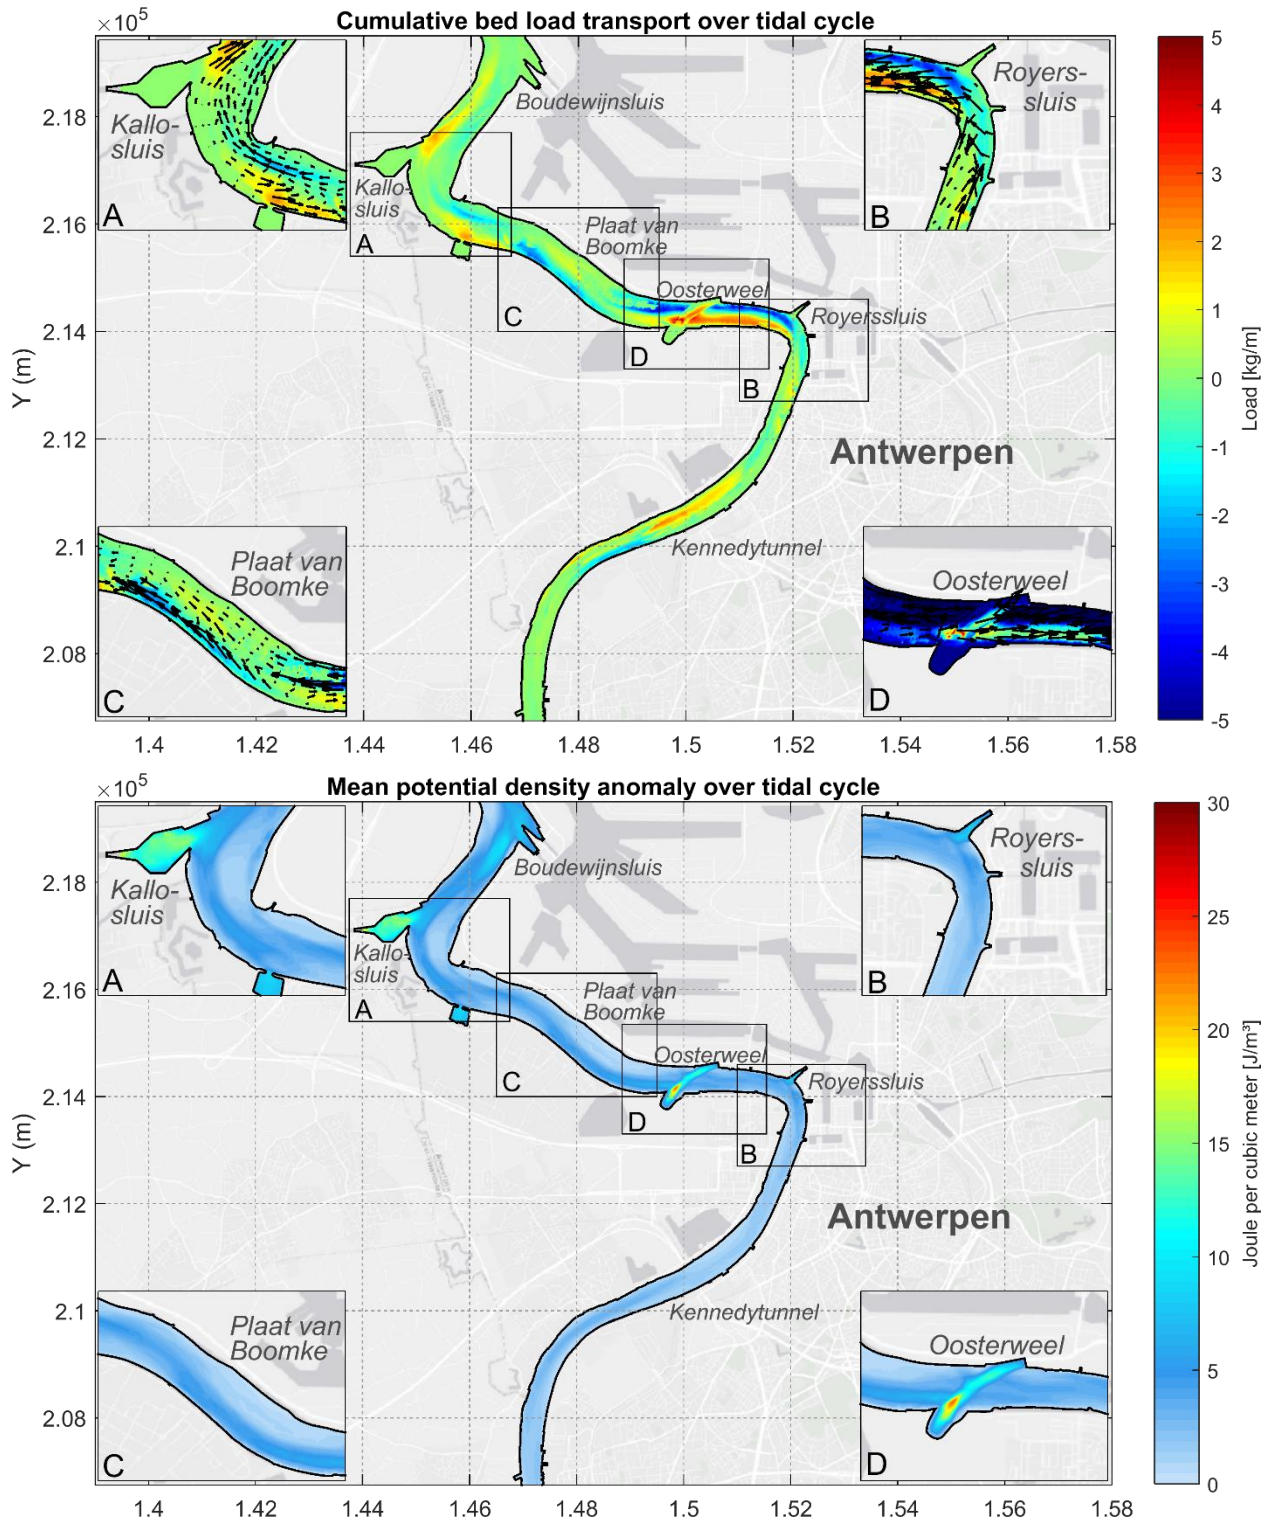 Cumulative bed load transport over tidal cycle
×10⁵
2.18
2.16
2.14
2.12
2.1
2.08
Y (m)
1.4
1.42
1.44
1.46
1.48
1.5
1.52
1.54
1.56
1.58
Kallo-
sluis
A
Boudewijnsluis
Kallo-
sluis
A
Plaat van
Boomke
C
Oosterweel
D
Royerssluis
B
Royers-
sluis
B
Antwerpen
Kennedytunnel
Plaat van
Boomke
C
Oosterweel
D
5
4
3
2
1
0
-1
-2
-3
-4
-5
Load [kg/m]
Mean potential density anomaly over tidal cycle
×10⁵
2.18
2.16
2.14
2.12
2.1
2.08
Y (m)
1.4
1.42
1.44
1.46
1.48
1.5
1.52
1.54
1.56
1.58
Kallo-
sluis
A
Boudewijnsluis
Kallo-
sluis
A
Plaat van
Boomke
C
Oosterweel
D
Royerssluis
B
Royers-
sluis
B
Antwerpen
Kennedytunnel
Plaat van
Boomke
C
Oosterweel
D
30
25
20
15
10
5
0
Joule per cubic meter [J/m³]